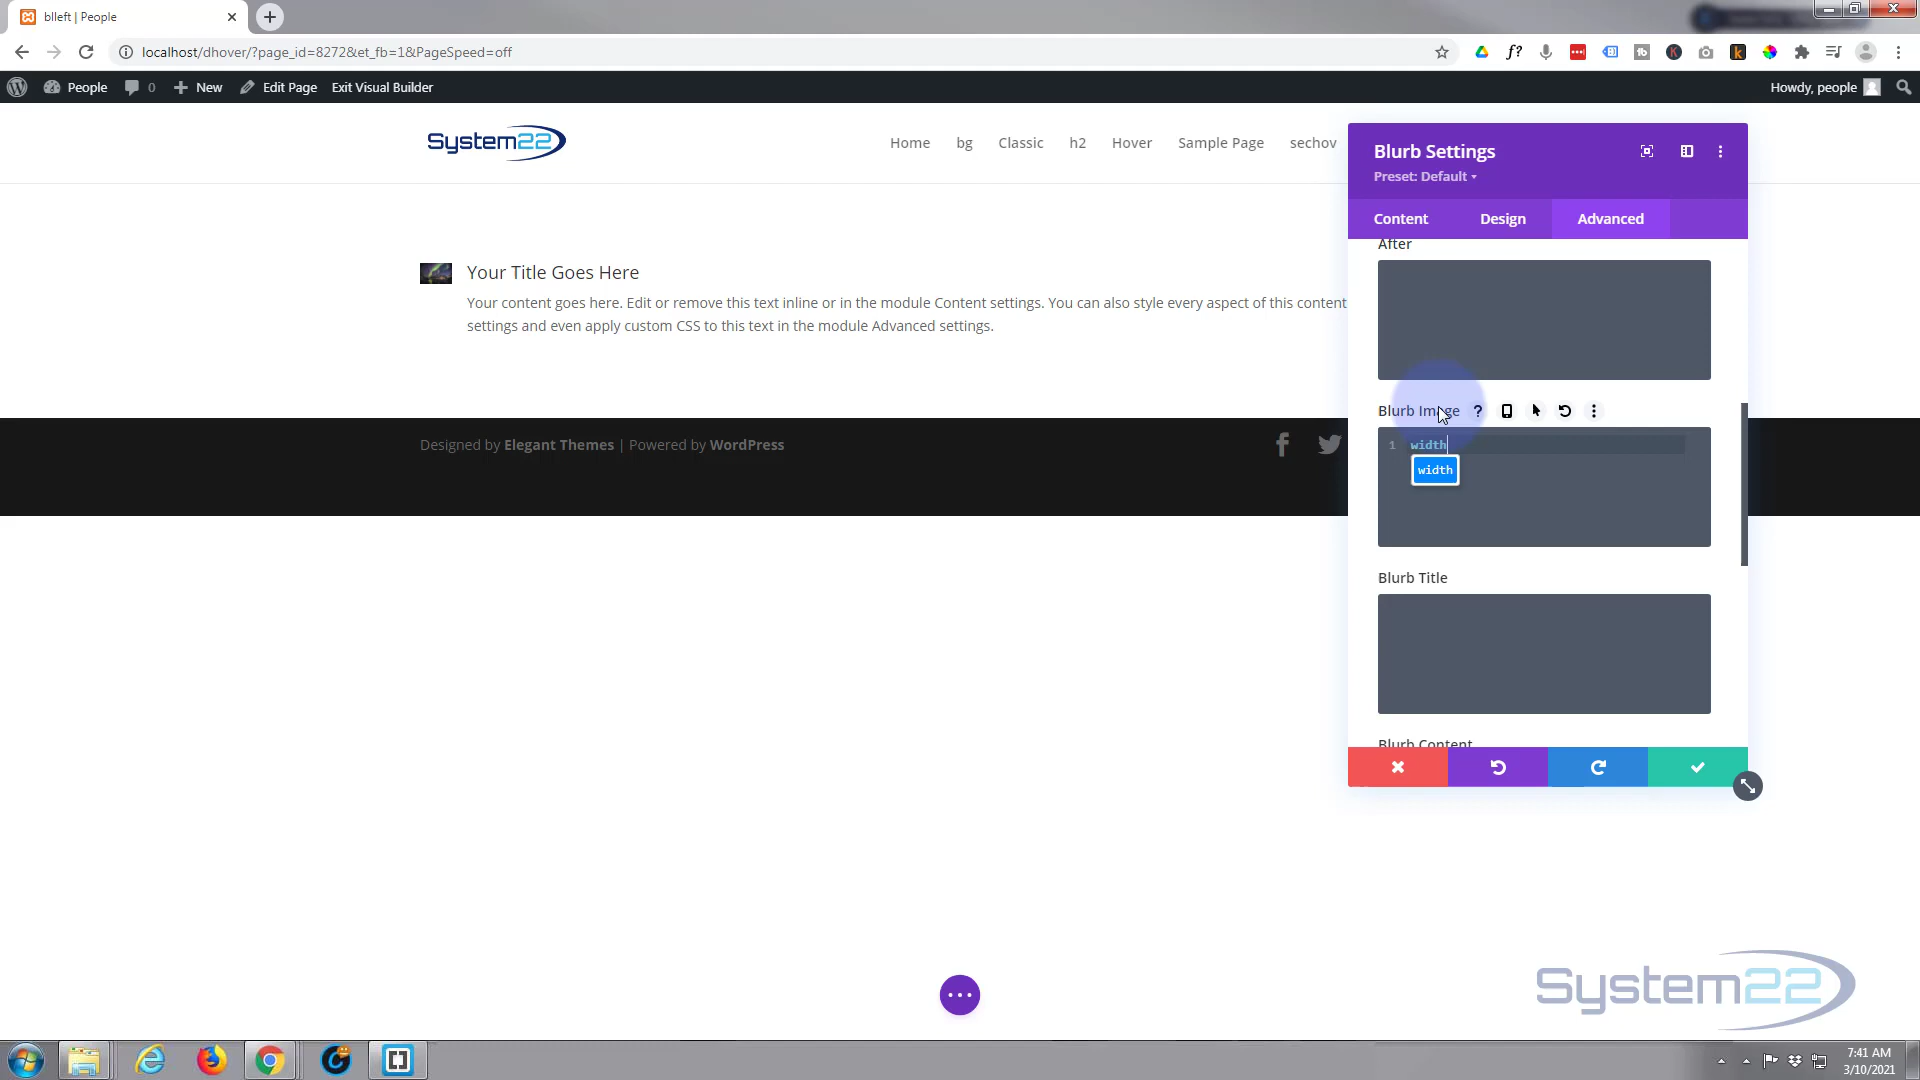 blleft | People
localhost/dhover/?page_id=8272&et_fb=1&PageSpeed=off
People 0 New Edit Page Exit Visual Builder Howdy, people
System22
Home bg Classic h2 Hover Sample Page sechov
Blurb Settings
Preset: Default
Content Design Advanced
After
Your Title Goes Here
Your content goes here. Edit or remove this text inline or in the module Content settings. You can also style every aspect of this content
settings and even apply custom CSS to this text in the module Advanced settings.
Blurb Image ?
1 width
width
Designed by Elegant Themes | Powered by WordPress
Blurb Title
Blurb Content
System22
7:41 AM
3/10/2021